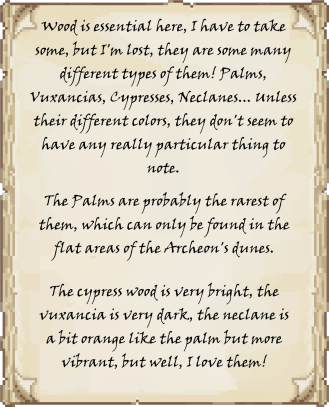 Wood is essential here, I have to take
some, but I'm lost, they are some many
different types of them! Palms,
Vuxancias, Cypresses, Neclanes... Unless
their different colors, they don't seem to
have any really particular thing to
note.
The Palms are probably the rarest of
them, which can only be found in the
flat areas of the Archeon's dunes.
The cypress wood is very bright, the
vuxancia is very dark, the neclane is
a bit orange like the palm but more
vibrant, but well, I love them!